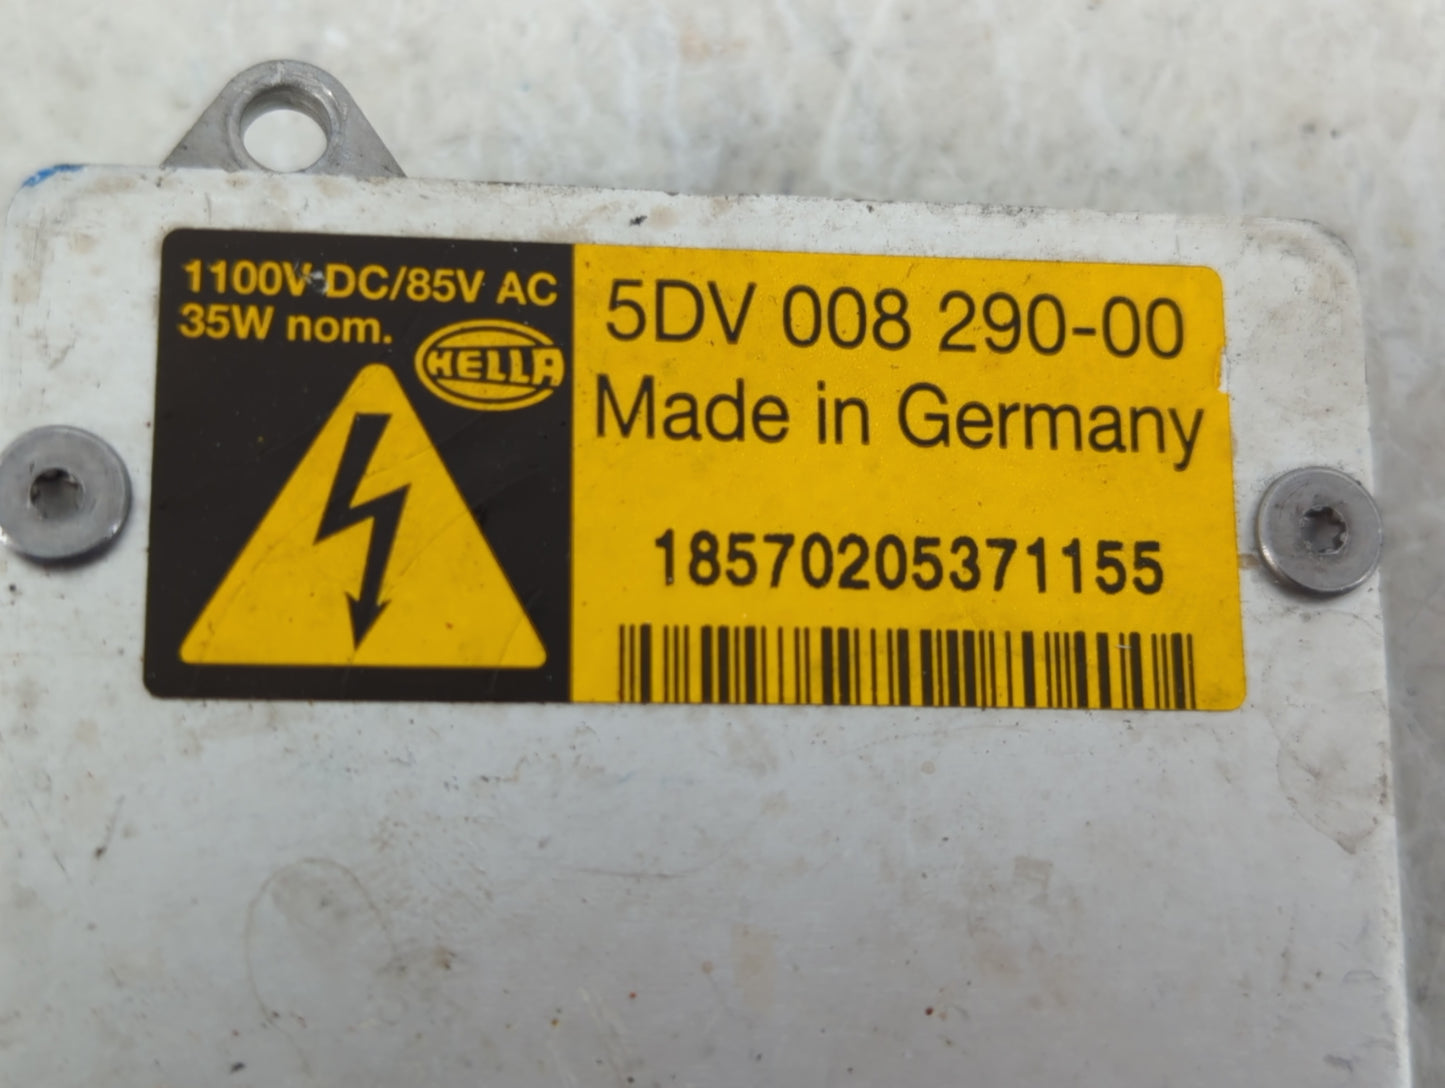 1100V DC/85V AC
35W nom.
HELLA
5DV 008 290-00
Made in Germany
18570205371155